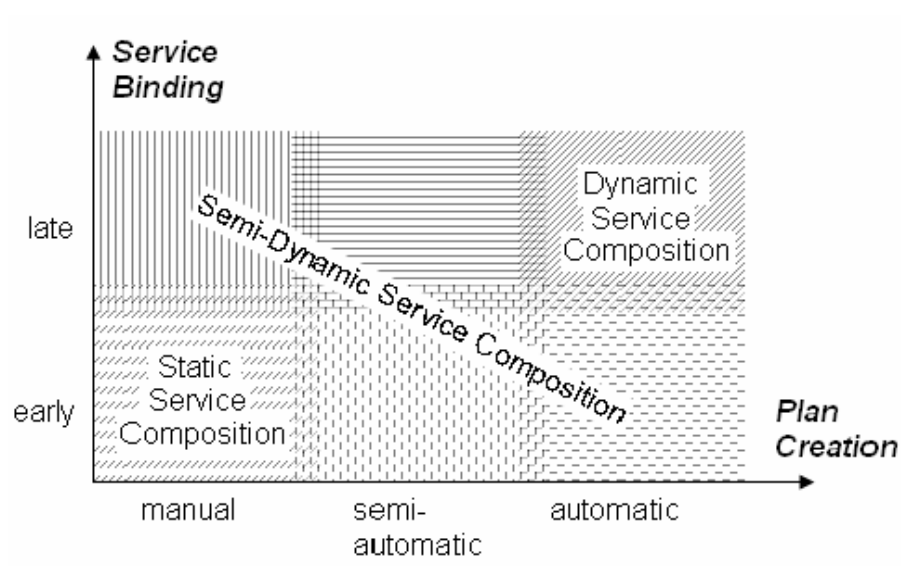 Service
Binding
late
early
Dynamic
Service
Composition
Semi-Dynamic Service Composition
Static
Service
Composition
Plan
Creation
manual
semi-
automatic
automatic